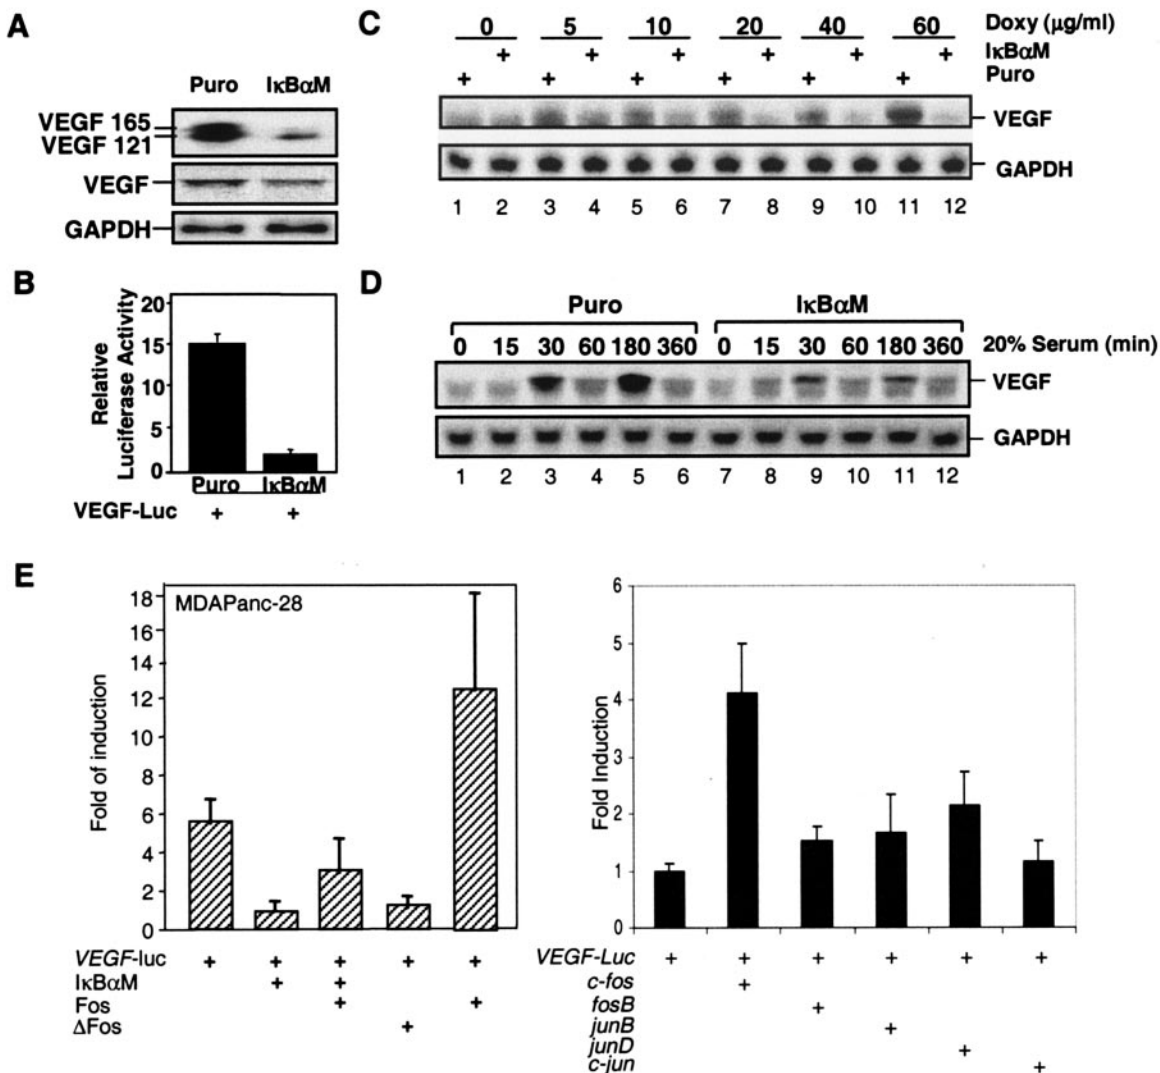 A
Puro IκBαM
VEGF 165
VEGF 121
VEGF
GAPDH
B
Relative
Luciferase Activity
20
15
10
5
0
Puro IκBαM
VEGF-Luc + +
C
0 5 10 20 40 60 Doxy (µg/ml)
+ + + + + + IκBαM
+ + + + + + Puro
VEGF
GAPDH
1 2 3 4 5 6 7 8 9 10 11 12
D
Puro IκBαM
0 15 30 60 180 360 0 15 30 60 180 360 20% Serum (min)
VEGF
GAPDH
1 2 3 4 5 6 7 8 9 10 11 12
E
MDAPanc-28
Fold of induction
18
16
14
12
10
8
6
4
2
0
VEGF-luc + + + + +
IκBαM + +
Fos + +
ΔFos +
Fold Induction
6
5
4
3
2
1
0
VEGF-Luc + + + + + +
c-fos +
fosB +
junB +
junD +
c-jun +